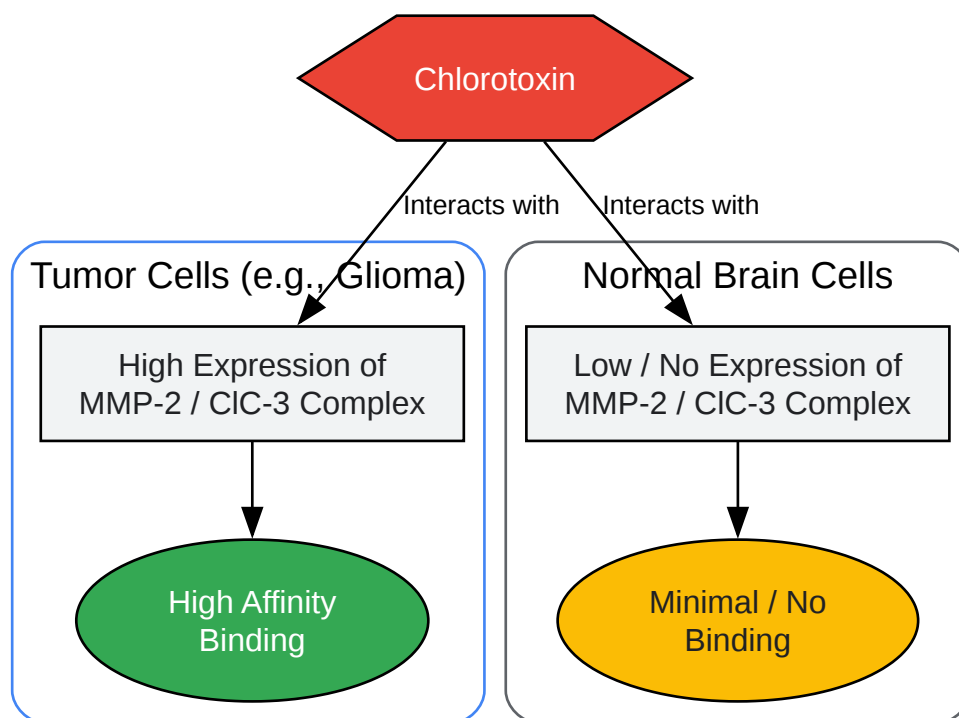 Chlorotoxin
Interacts with
Interacts with
Tumor Cells (e.g., Glioma)
High Expression of
MMP-2 / ClC-3 Complex
High Affinity
Binding
Normal Brain Cells
Low / No Expression of
MMP-2 / ClC-3 Complex
Minimal / No
Binding